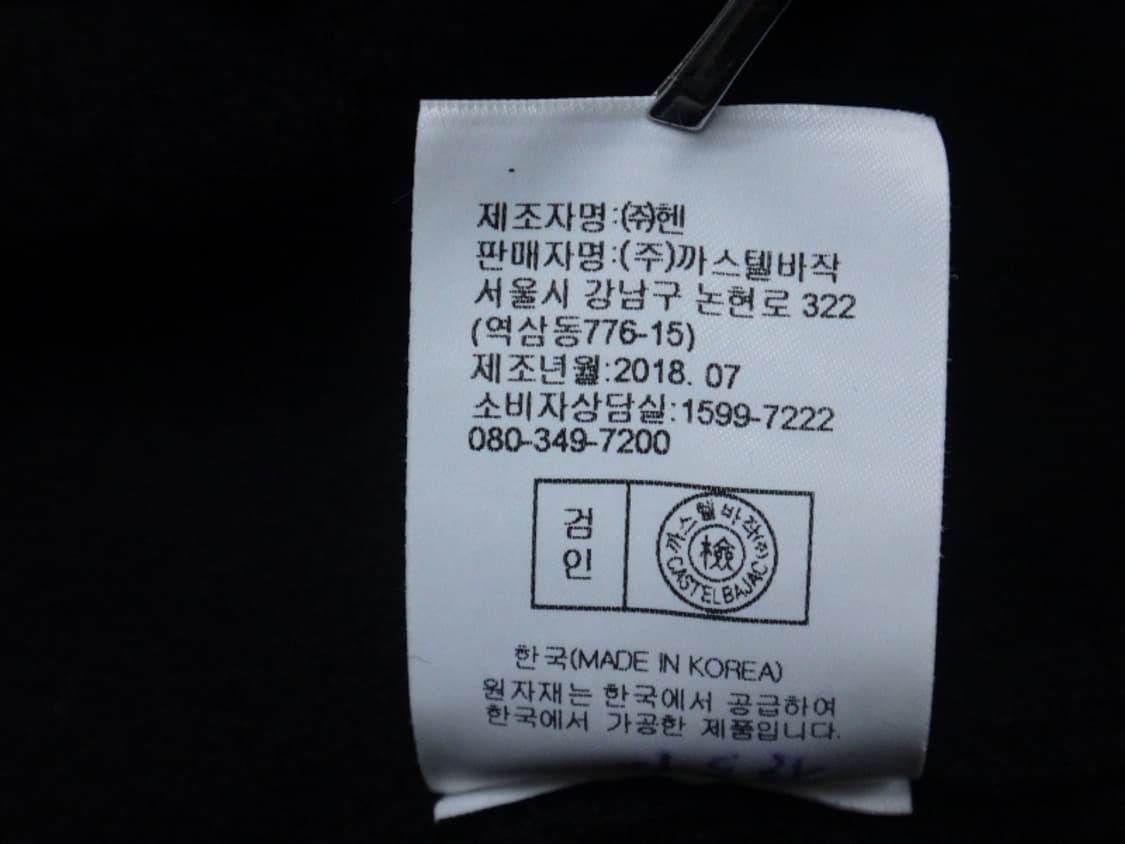 제조자명:㈜헨
판매자명:(주)까스텔바작
서울시 강남구 논현로 322
(역삼동776-15)
제조년월:2018. 07
소비자상담실:1599-7222
080-349-7200
검
인
까스텔바작(주)
檢
CASTELBAJAC
한국(MADE IN KOREA)
원자재는 한국에서 공급하여
한국에서 가공한 제품입니다.